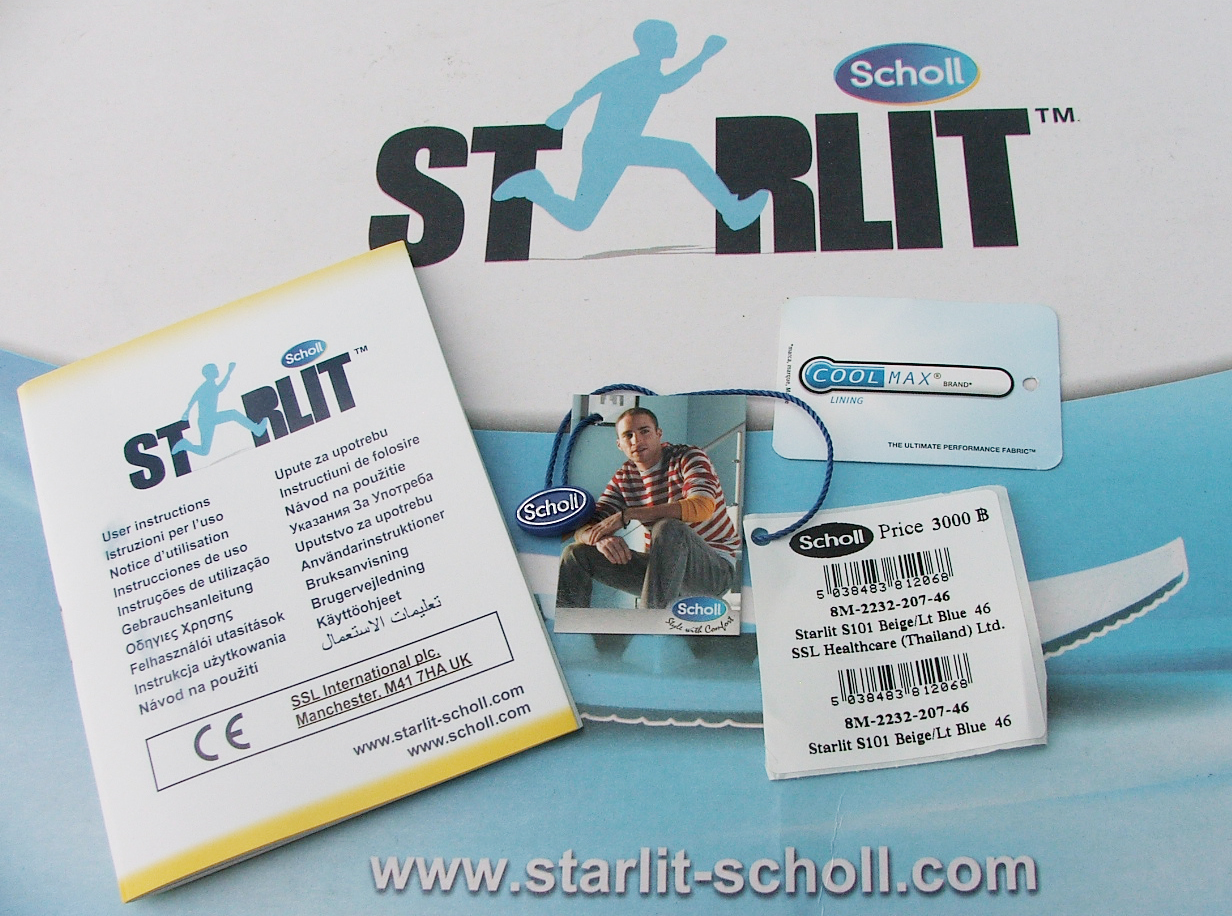 Scholl
STARLIT™
Scholl
STARLIT™
User instructions
Istruzioni per l'uso
Notice d'utilisation
Instrucciones de uso
Instruções de utilização
Gebrauchsanleitung
Οδηγιες Χρησης
Felhasználói utasitások
Instrukcja użytkowania
Návod na použiti
Upute za upotrebu
Instructiuni de folosire
Návod na použitie
Указания За Употреба
Uputstvo za upotrebu
Användarinstruktioner
Bruksanvisning
Brugervejledning
Käyttöohjeet
تعليمات الاستعمال
CE
SSL International plc.
Manchester, M41 7HA UK
www.starlit-scholl.com
www.scholl.com
Scholl
Scholl
Style with Comfort
COOLMAX® BRAND*
LINING
THE ULTIMATE PERFORMANCE FABRIC™
Scholl Price 3000 ฿
5 038483 812068
8M-2232-207-46
Starlit S101 Beige/Lt Blue 46
SSL Healthcare (Thailand) Ltd.
5 038483 812068
8M-2232-207-46
Starlit S101 Beige/Lt Blue 46
www.starlit-scholl.com